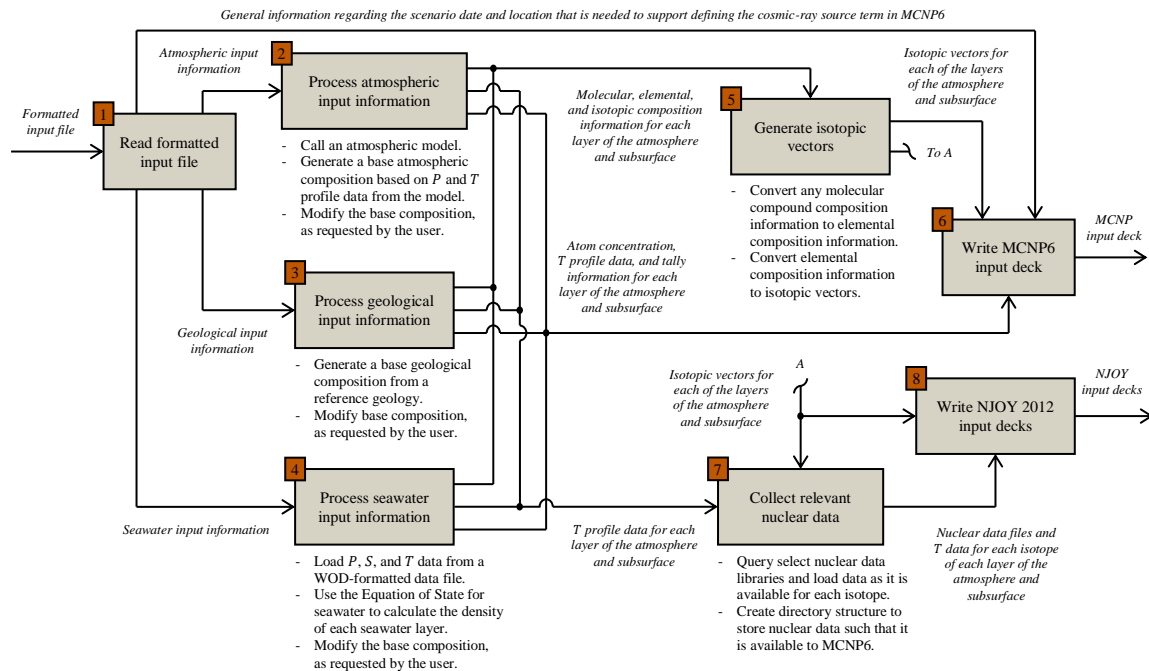 General information regarding the scenario date and location that is needed to support defining the cosmic-ray source term in MCNP6
Formatted
input file
1
Read formatted
input file
Atmospheric input
information
2
Process atmospheric
input information
- Call an atmospheric model.
- Generate a base atmospheric
composition based on P and T
profile data from the model.
- Modify the base composition,
as requested by the user.
Geological input
information
3
Process geological
input information
- Generate a base geological
composition from a
reference geology.
- Modify base composition,
as requested by the user.
Seawater input information
4
Process seawater
input information
- Load P, S, and T data from a
WOD-formatted data file.
- Use the Equation of State for
seawater to calculate the density
of each seawater layer.
- Modify the base composition,
as requested by the user.
Molecular, elemental,
and isotopic composition
information for each
layer of the atmosphere
and subsurface
5
Generate isotopic
vectors
- Convert any molecular
compound composition
information to elemental
composition information.
- Convert elemental
composition information
to isotopic vectors.
To A
Isotopic vectors for
each of the layers
of the atmosphere
and subsurface
Atom concentration,
T profile data, and tally
information for each
layer of the atmosphere
and subsurface
6
Write MCNP6
input deck
MCNP
input deck
Isotopic vectors for
each of the layers
of the atmosphere
and subsurface
A
T profile data for each
layer of the atmosphere
and subsurface
7
Collect relevant
nuclear data
- Query select nuclear data
libraries and load data as it is
available for each isotope.
- Create directory structure to
store nuclear data such that it
is available to MCNP6.
8
Write NJOY 2012
input decks
NJOY
input decks
Nuclear data files and
T data for each isotope
of each layer of the
atmosphere and
subsurface